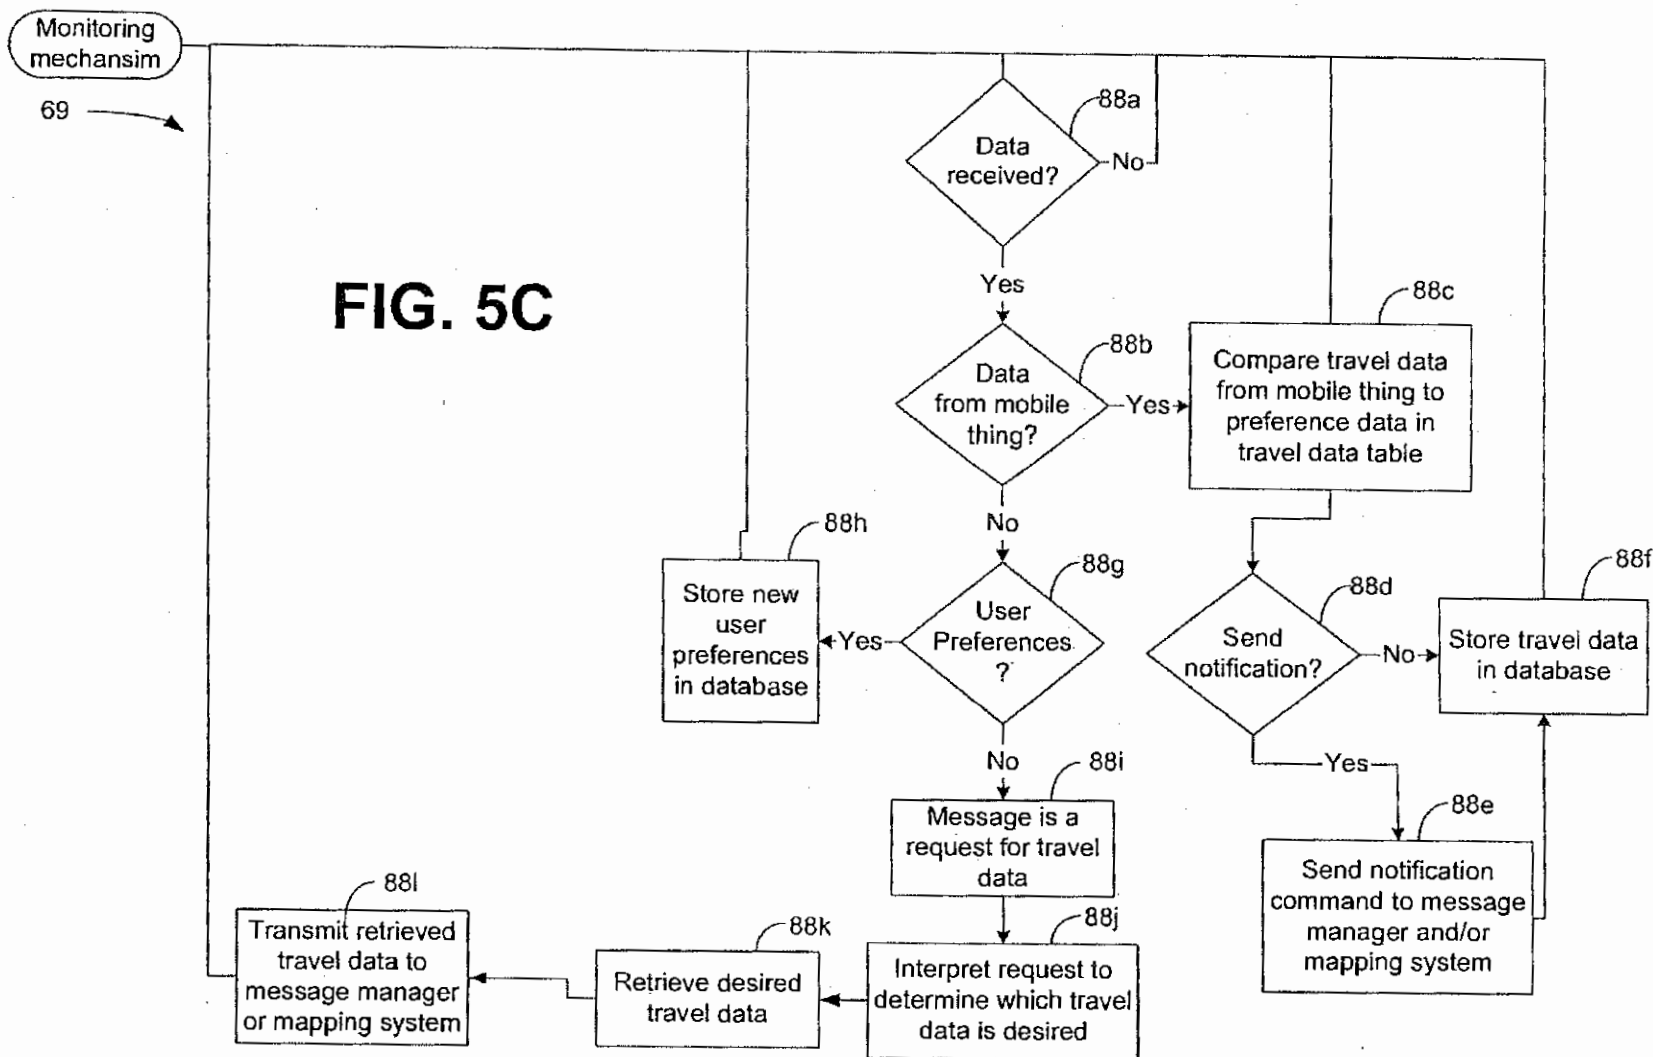 Monitoring
mechansim
69
FIG. 5C
88a
Data
received?
No
Yes
88b
Data
from mobile
thing?
Yes
88c
Compare travel data
from mobile thing to
preference data in
travel data table
No
88h
Store new
user
preferences
in database
Yes
88g
User
Preferences
?
88d
Send
notification?
No
88f
Store travel data
in database
No
Yes
88i
Message is a
request for travel
data
88e
Send notification
command to message
manager and/or
mapping system
88l
Transmit retrieved
travel data to
message manager
or mapping system
88k
Retrieve desired
travel data
88j
Interpret request to
determine which travel
data is desired